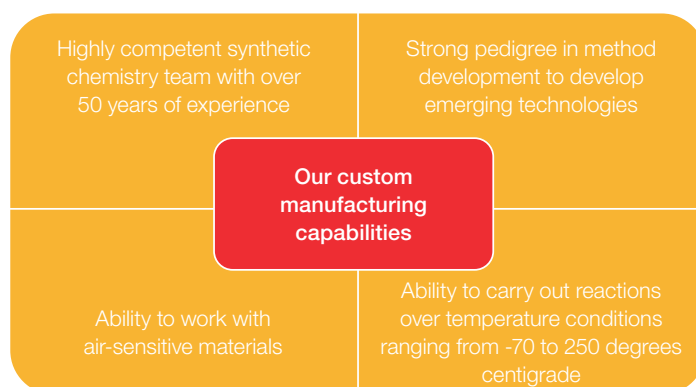 Highly competent synthetic
chemistry team with over
50 years of experience
Strong pedigree in method
development to develop
emerging technologies
Our custom
manufacturing
capabilities
Ability to work with
air-sensitive materials
Ability to carry out reactions
over temperature conditions
ranging from -70 to 250 degrees
centigrade